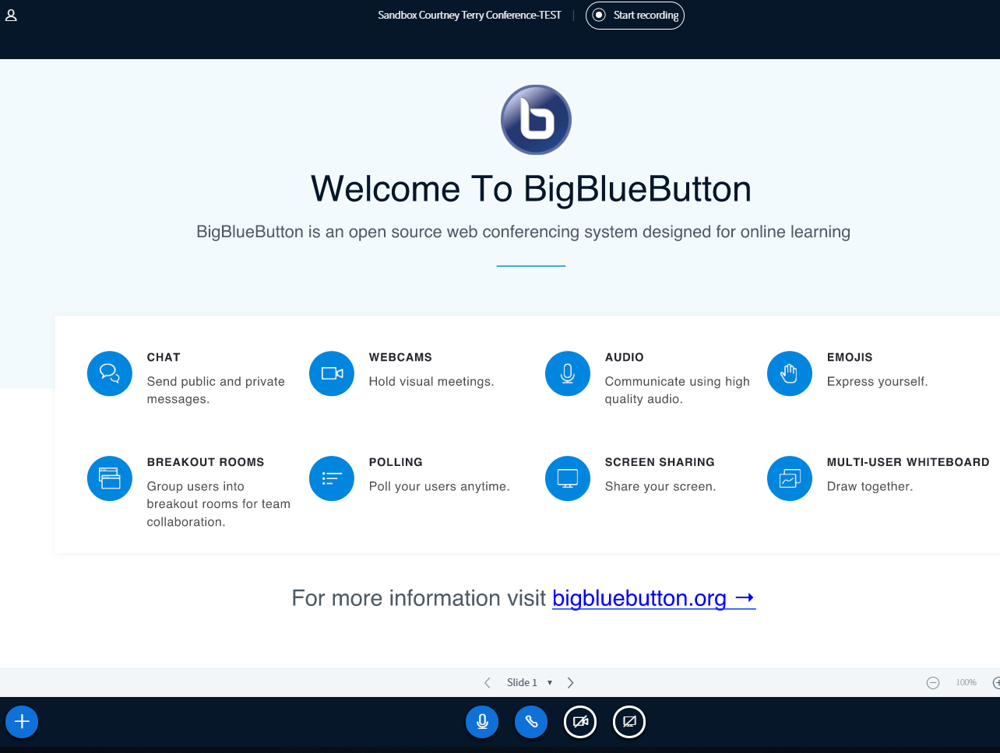 Sandbox Courtney Terry Conference-TEST | Start recording
Welcome To BigBlueButton
BigBlueButton is an open source web conferencing system designed for online learning
CHAT
Send public and private
messages.
WEBCAMS
Hold visual meetings.
AUDIO
Communicate using high
quality audio.
EMOJIS
Express yourself.
BREAKOUT ROOMS
Group users into
breakout rooms for team
collaboration.
POLLING
Poll your users anytime.
SCREEN SHARING
Share your screen.
MULTI-USER WHITEBOARD
Draw together.
For more information visit bigbluebutton.org →
Slide 1
100%